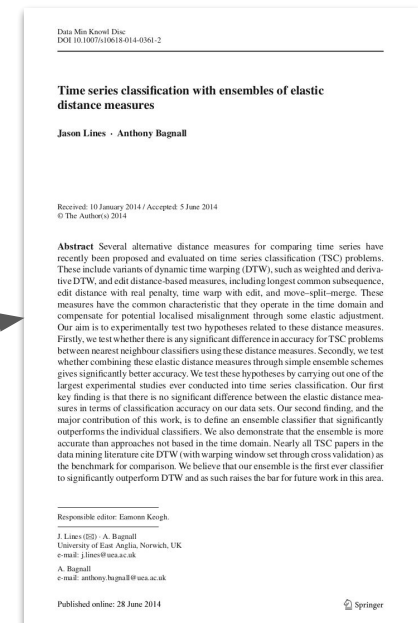 Data Min Knowl Disc
DOI 10.1007/s10618-014-0361-2
Time series classification with ensembles of elastic
distance measures
Jason Lines · Anthony Bagnall
Received: 10 January 2014 / Accepted: 5 June 2014
© The Author(s) 2014
Abstract Several alternative distance measures for comparing time series have
recently been proposed and evaluated on time series classification (TSC) problems.
These include variants of dynamic time warping (DTW), such as weighted and deriva-
tive DTW, and edit distance-based measures, including longest common subsequence,
edit distance with real penalty, time warp with edit, and move–split–merge. These
measures have the common characteristic that they operate in the time domain and
compensate for potential localised misalignment through some elastic adjustment.
Our aim is to experimentally test two hypotheses related to these distance measures.
Firstly, we test whether there is any significant difference in accuracy for TSC problems
between nearest neighbour classifiers using these distance measures. Secondly, we test
whether combining these elastic distance measures through simple ensemble schemes
gives significantly better accuracy. We test these hypotheses by carrying out one of the
largest experimental studies ever conducted into time series classification. Our first
key finding is that there is no significant difference between the elastic distance mea-
sures in terms of classification accuracy on our data sets. Our second finding, and the
major contribution of this work, is to define an ensemble classifier that significantly
outperforms the individual classifiers. We also demonstrate that the ensemble is more
accurate than approaches not based in the time domain. Nearly all TSC papers in the
data mining literature cite DTW (with warping window set through cross validation) as
the benchmark for comparison. We believe that our ensemble is the first ever classifier
to significantly outperform DTW and as such raises the bar for future work in this area.
Responsible editor: Eamonn Keogh.
J. Lines (✉) · A. Bagnall
University of East Anglia, Norwich, UK
e-mail: j.lines@uea.ac.uk
A. Bagnall
e-mail: anthony.bagnall@uea.ac.uk
Published online: 28 June 2014
Springer